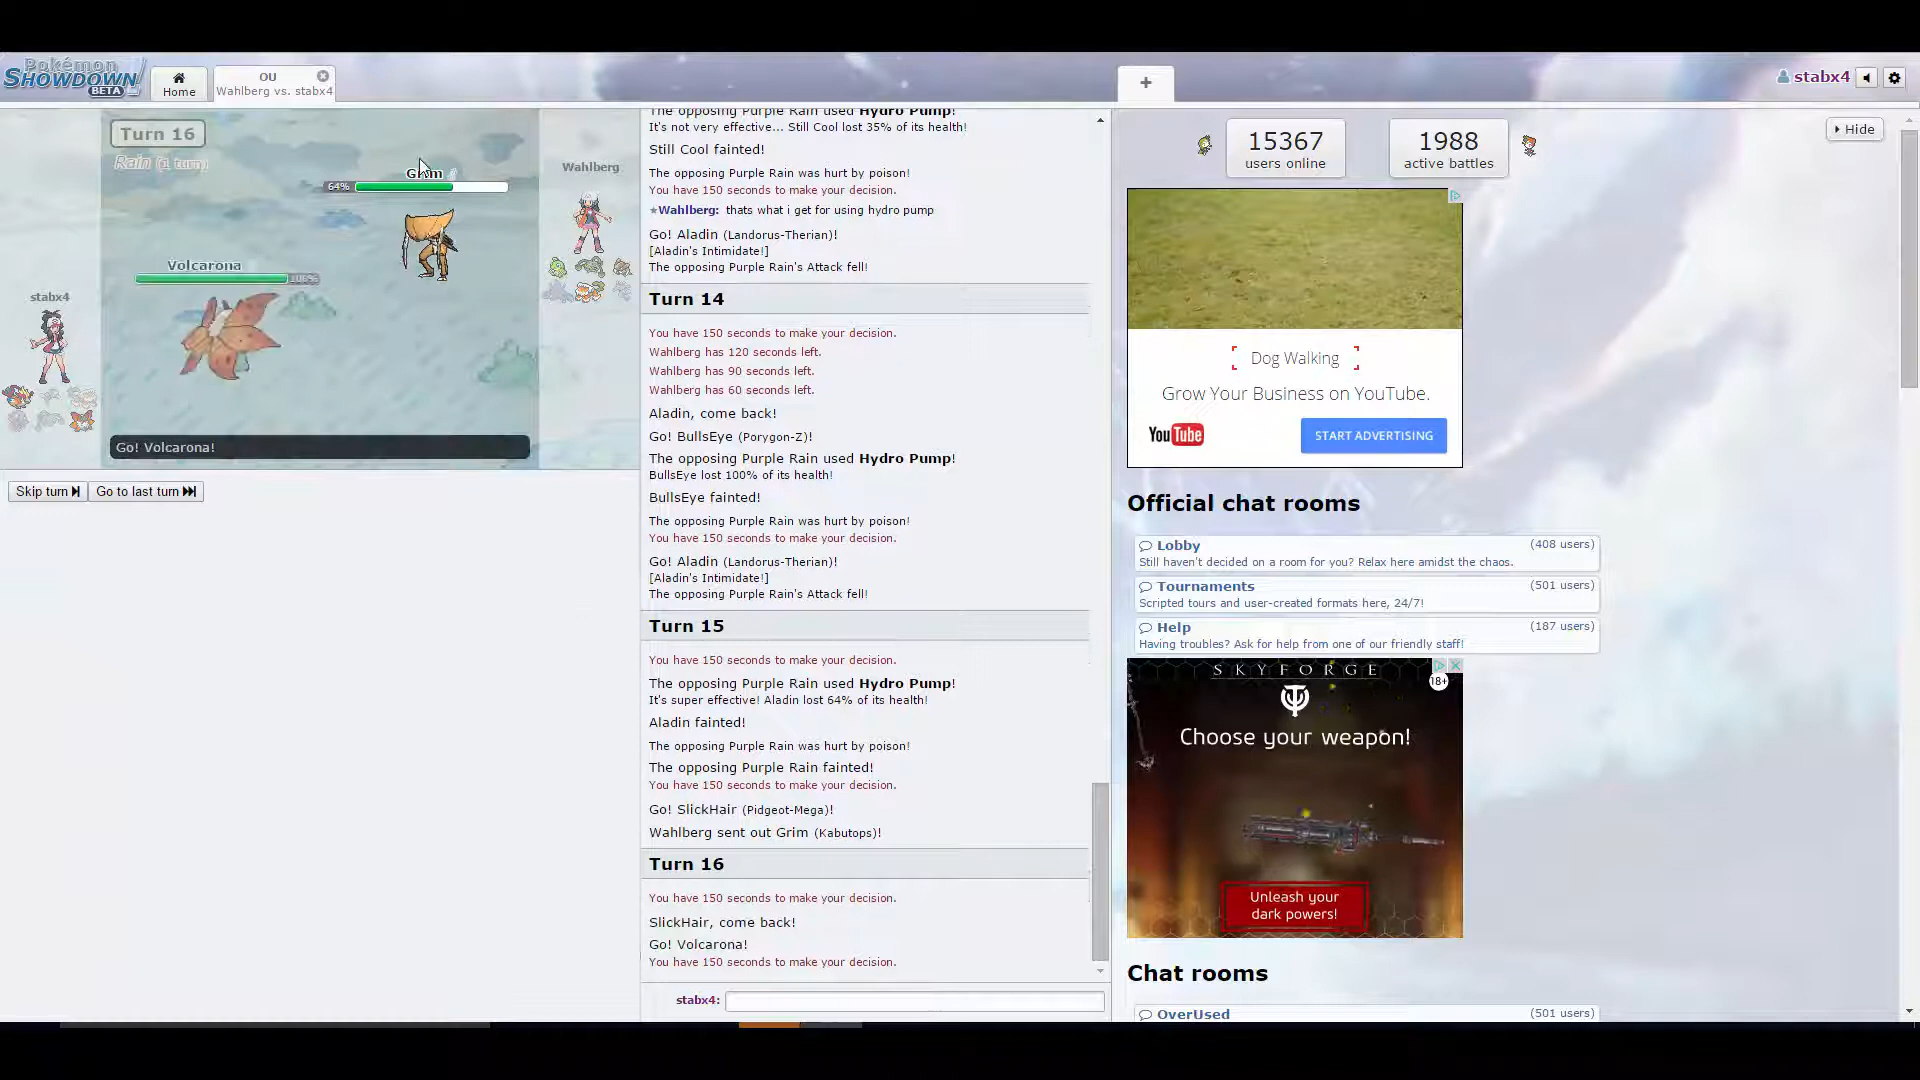 Pokémon
SHOWDOWN!
BETA
Home
OU
Wahlberg vs. stabx4
+
stabx4
Turn 16
Rain (1 turn)
Grim
64%
Volcarona
100%
stabx4
Wahlberg
Go! Volcarona!
Skip turn
Go to last turn
The opposing Purple Rain used Hydro Pump!
It's not very effective... Still Cool lost 35% of its health!
Still Cool fainted!
The opposing Purple Rain was hurt by poison!
You have 150 seconds to make your decision.
★Wahlberg: thats what i get for using hydro pump
Go! Aladin (Landorus-Therian)!
[Aladin's Intimidate!]
The opposing Purple Rain's Attack fell!
Turn 14
You have 150 seconds to make your decision.
Wahlberg has 120 seconds left.
Wahlberg has 90 seconds left.
Wahlberg has 60 seconds left.
Aladin, come back!
Go! BullsEye (Porygon-Z)!
The opposing Purple Rain used Hydro Pump!
BullsEye lost 100% of its health!
BullsEye fainted!
The opposing Purple Rain was hurt by poison!
You have 150 seconds to make your decision.
Go! Aladin (Landorus-Therian)!
[Aladin's Intimidate!]
The opposing Purple Rain's Attack fell!
Turn 15
You have 150 seconds to make your decision.
The opposing Purple Rain used Hydro Pump!
It's super effective! Aladin lost 64% of its health!
Aladin fainted!
The opposing Purple Rain was hurt by poison!
The opposing Purple Rain fainted!
You have 150 seconds to make your decision.
Go! SlickHair (Pidgeot-Mega)!
Wahlberg sent out Grim (Kabutops)!
Turn 16
You have 150 seconds to make your decision.
SlickHair, come back!
Go! Volcarona!
You have 150 seconds to make your decision.
stabx4:
15367
users online
1988
active battles
Hide
Dog Walking
Grow Your Business on YouTube.
YouTube
START ADVERTISING
Official chat rooms
Lobby (408 users)
Still haven't decided on a room for you? Relax here amidst the chaos.
Tournaments (501 users)
Scripted tours and user-created formats here, 24/7!
Help (187 users)
Having troubles? Ask for help from one of our friendly staff!
SKYFORGE
18+
Choose your weapon!
Unleash your
dark powers!
Chat rooms
OverUsed (501 users)